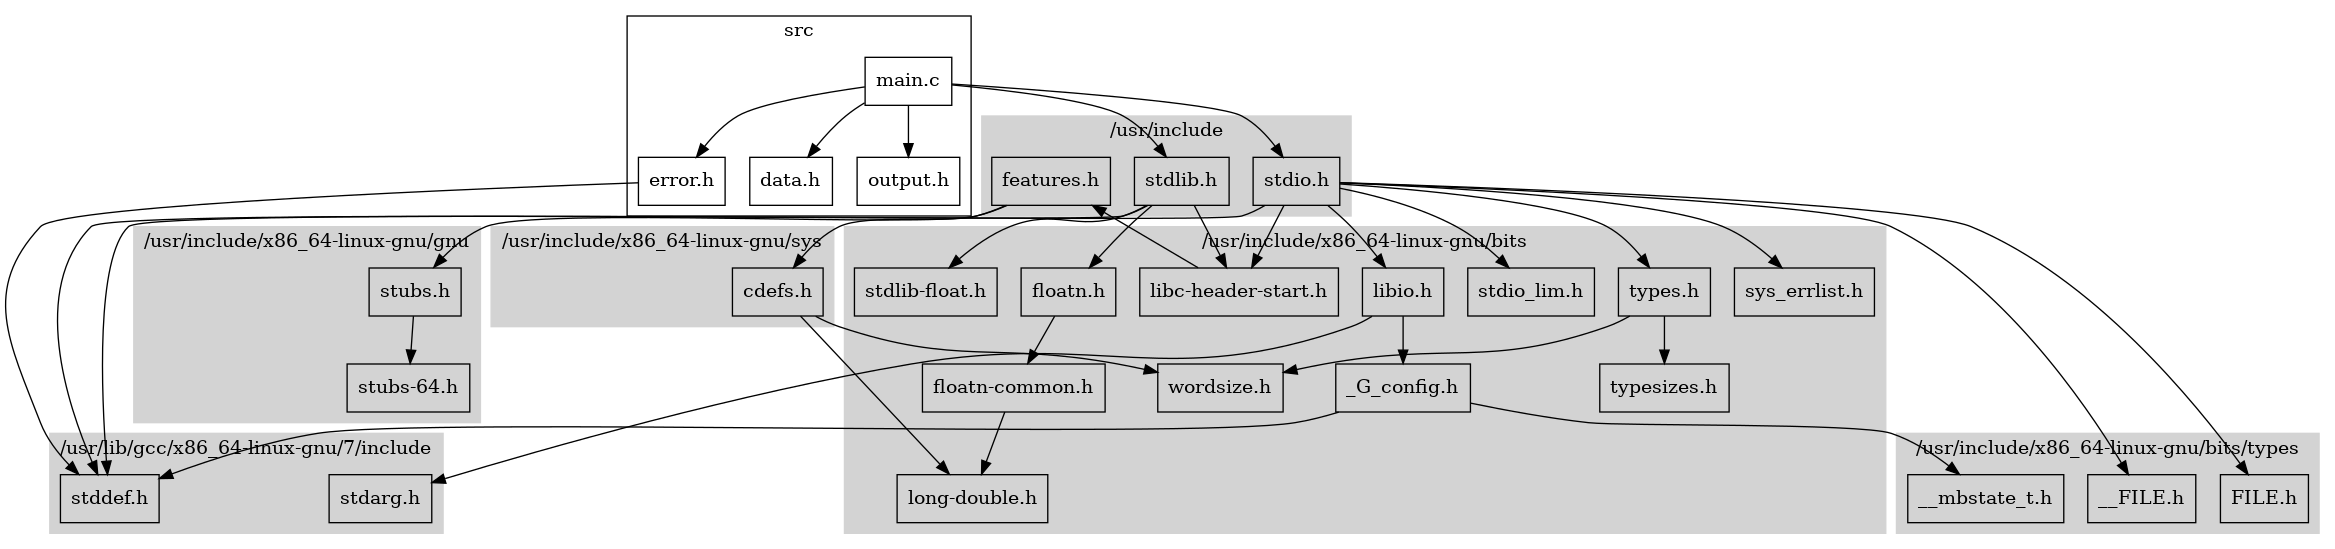 src
main.c
/usr/include
error.h
data.h
output.h
features.h
stdlib.h
stdio.h
/usr/include/x86_64-linux-gnu/gnu
/usr/include/x86_64-linux-gnu/sys
/usr/include/x86_64-linux-gnu/bits
stubs.h
cdefs.h
stdlib-float.h
floatn.h
libc-header-start.h
libio.h
stdio_lim.h
types.h
sys_errlist.h
stubs-64.h
floatn-common.h
wordsize.h
_G_config.h
typesizes.h
/usr/lib/gcc/x86_64-linux-gnu/7/include
/usr/include/x86_64-linux-gnu/bits/types
stddef.h
stdarg.h
long-double.h
__mbstate_t.h
__FILE.h
FILE.h